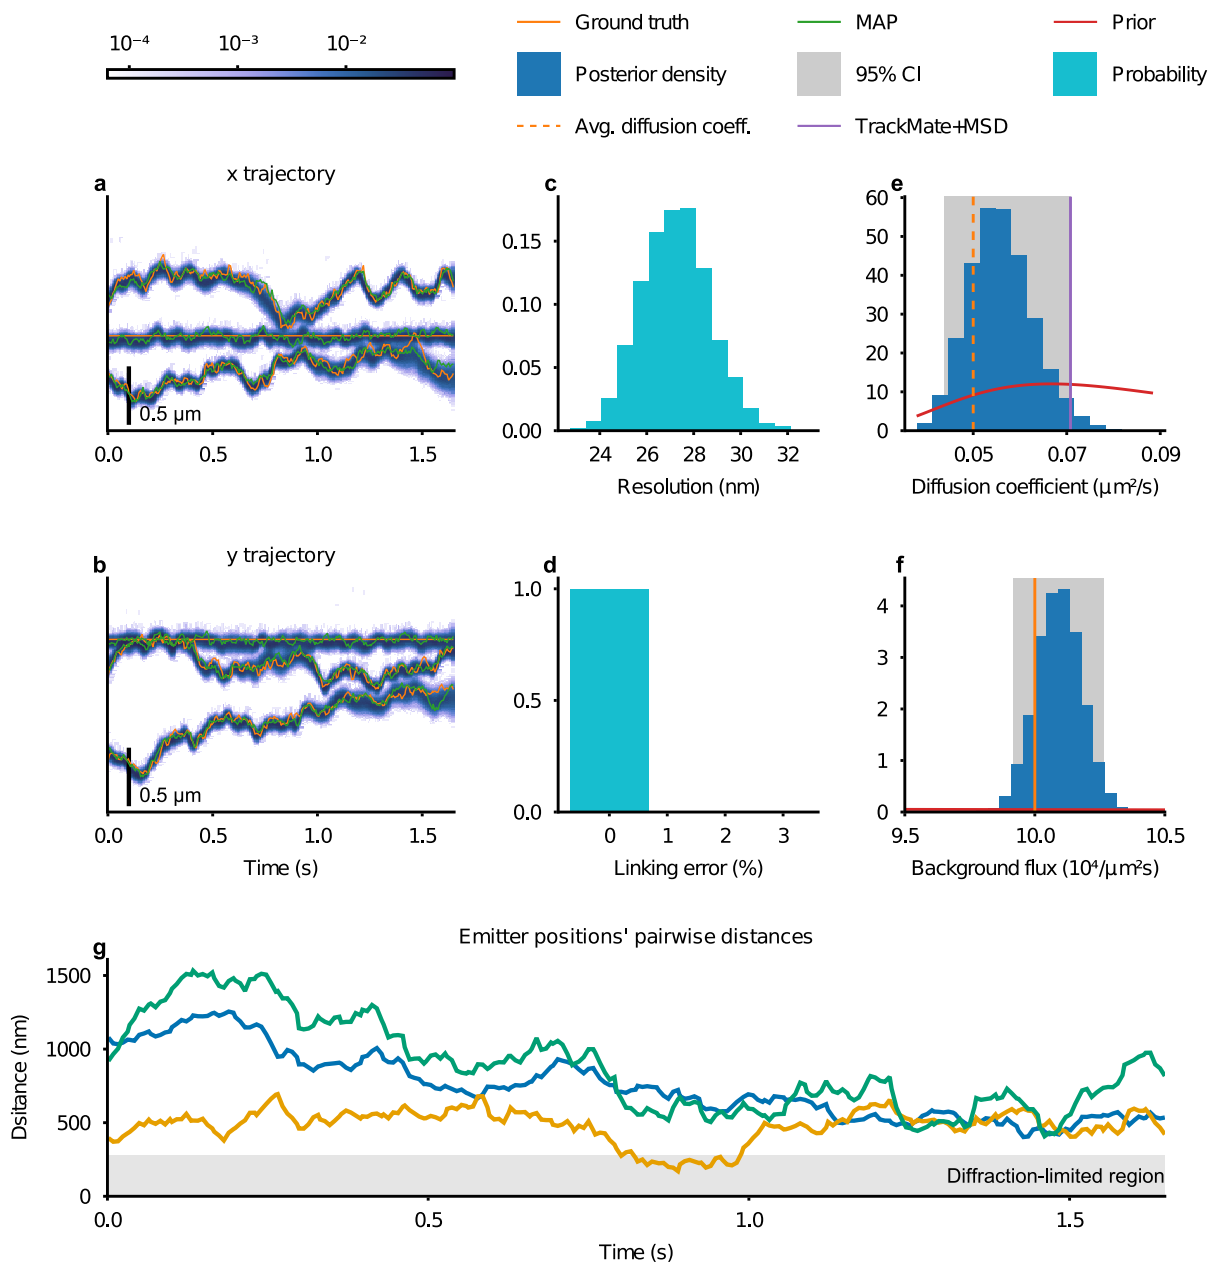 10⁻⁴ 10⁻³ 10⁻²
Ground truth MAP Prior
Posterior density 95% CI Probability
Avg. diffusion coeff. TrackMate+MSD
a x trajectory
0.5 µm
0.0 0.5 1.0 1.5
c
0.15
0.10
0.05
0.00
24 26 28 30 32
Resolution (nm)
e
60
50
40
30
20
10
0
0.05 0.07 0.09
Diffusion coefficient (µm²/s)
b y trajectory
0.5 µm
0.0 0.5 1.0 1.5
Time (s)
d
1.0
0.5
0.0
0 1 2 3
Linking error (%)
f
4
3
2
1
0
9.5 10.0 10.5
Background flux (10⁴/µm²s)
g Emitter positions' pairwise distances
1500
1000
500
0
Dsitance (nm)
Diffraction-limited region
0.0 0.5 1.0 1.5
Time (s)